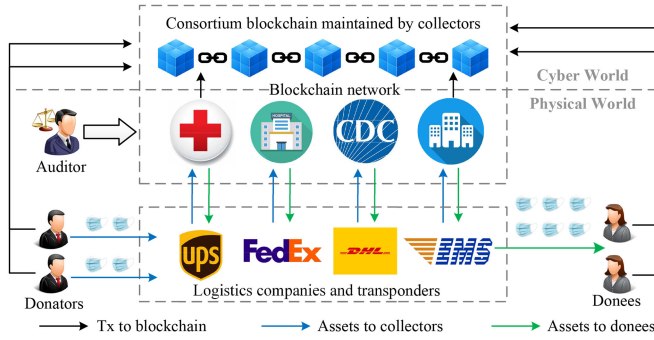 Consortium blockchain maintained by collectors
Blockchain network
Cyber World
Physical World
Auditor
HOSPITAL
CDC
ups
FedEx
DHL
EMS
Donators
Logistics companies and transponders
Donees
Tx to blockchain
Assets to collectors
Assets to donees